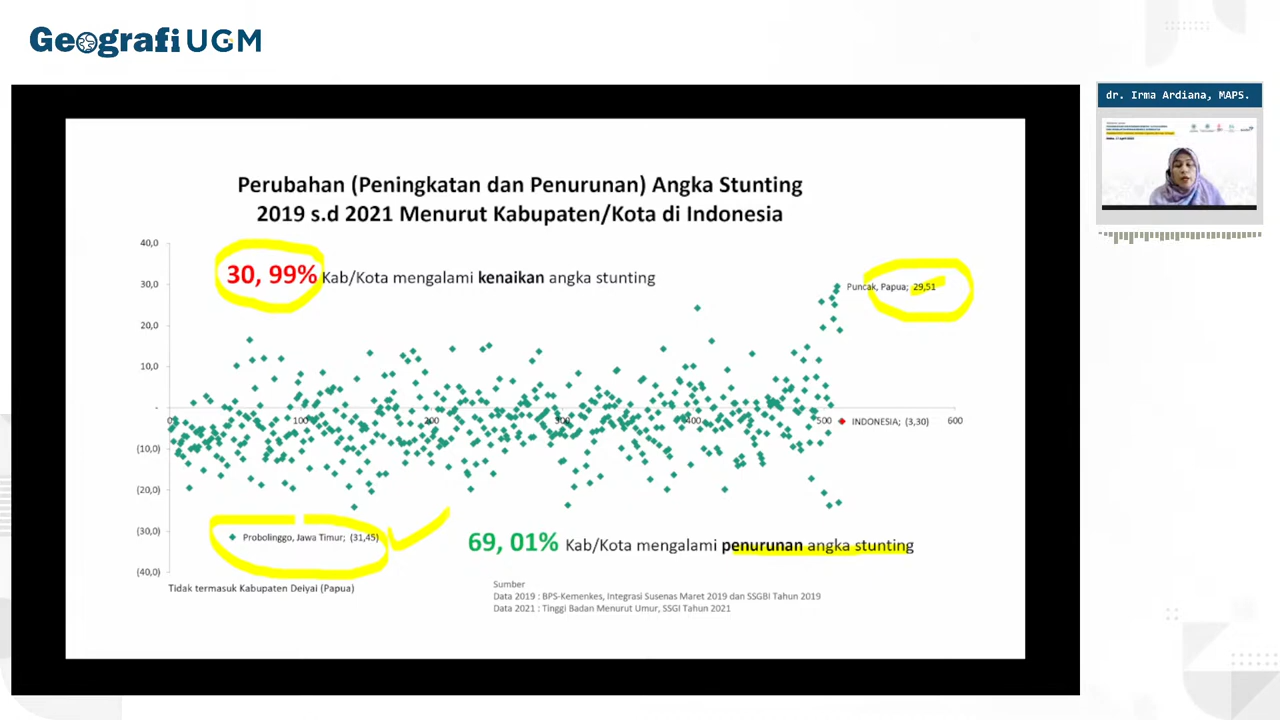 Geografi UGM
dr. Irma Ardiana, MAPS.
Perubahan (Peningkatan dan Penurunan) Angka Stunting
2019 s.d 2021 Menurut Kabupaten/Kota di Indonesia
40,0
30, 99% Kab/Kota mengalami kenaikan angka stunting
30,0
Puncak, Papua; 29,51
20,0
10,0
-
0
100
200
300
400
500
600
INDONESIA; (3,30)
(10,0)
(20,0)
(30,0)
Probolinggo, Jawa Timur; (31,45)
69, 01% Kab/Kota mengalami penurunan angka stunting
(40,0)
Tidak termasuk Kabupaten Deiyai (Papua)
Sumber
Data 2019 : BPS-Kemenkes, Integrasi Susenas Maret 2019 dan SSGBI Tahun 2019
Data 2021 : Tinggi Badan Menurut Umur, SSGI Tahun 2021